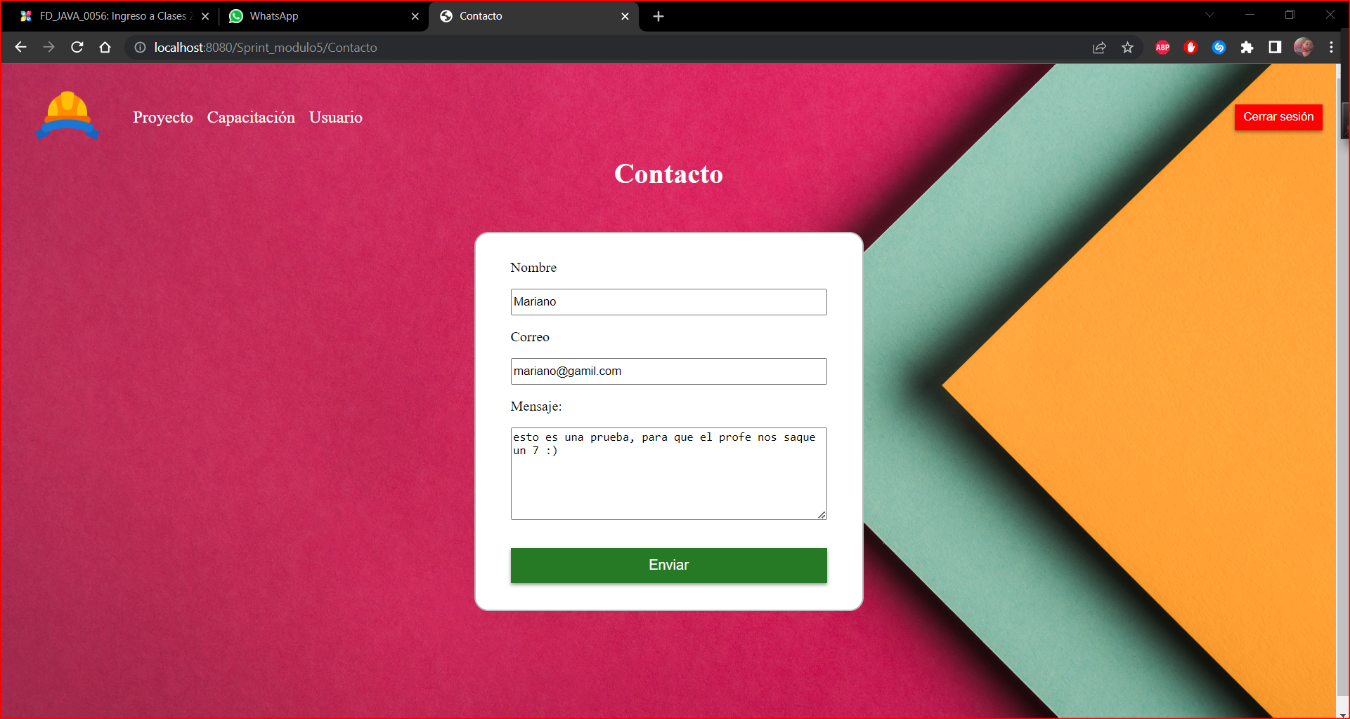 FD_JAVA_0056: Ingreso a Clases
WhatsApp
Contacto
localhost:8080/Sprint_modulo5/Contacto
ABP
Proyecto Capacitación Usuario
Cerrar sesión
Contacto
Nombre
Mariano
Correo
mariano@gamil.com
Mensaje:
esto es una prueba, para que el profe nos saque
un 7 :)
Enviar